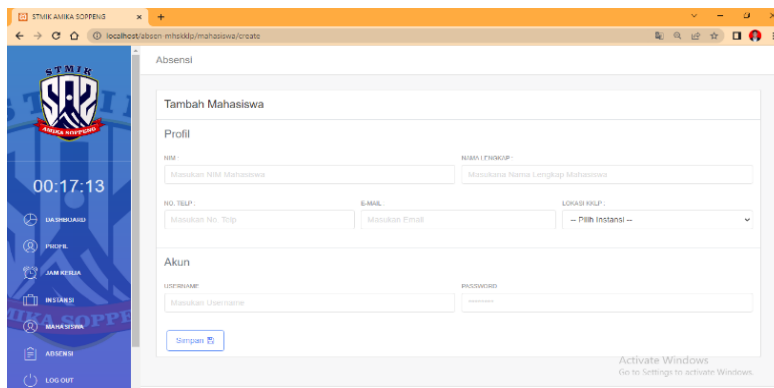 STMIK AMIKA SOPPENG
localhost/absen-mhskklp/mahasiswa/create
STMIK
AMIKA SOPPENG
00:17:13
DASHBOARD
PROFIL
JAM KERJA
INSTANSI
MAHASISWA
ABSENSI
LOG OUT
Absensi
Tambah Mahasiswa
Profil
NIM :
Masukan NIM Mahasiswa
NAMA LENGKAP :
Masukana Nama Lengkap Mahasiswa
NO. TELP :
Masukan No. Telp
E-MAIL
Masukan Email
LOKASI KKLP :
-- Pilih Instansi --
Akun
USERNAME
Masukan Username
PASSWORD
Simpan
Activate Windows
Go to Settings to activate Windows.